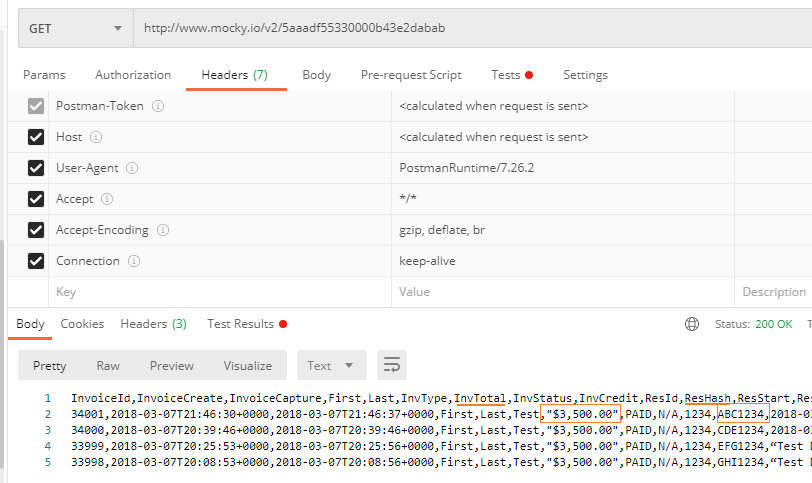 GET http://www.mocky.io/v2/5aaadf55330000b43e2dabab
Params Authorization Headers (7) Body Pre-request Script Tests Settings
Postman-Token <calculated when request is sent>
Host <calculated when request is sent>
User-Agent PostmanRuntime/7.26.2
Accept */*
Accept-Encoding gzip, deflate, br
Connection keep-alive
Key Value Description
Body Cookies Headers (3) Test Results Status: 200 OK
Pretty Raw Preview Visualize Text
1 InvoiceId,InvoiceCreate,InvoiceCapture,First,Last,InvType,InvTotal,InvStatus,InvCredit,ResId,ResHash,ResStart,Res
2 34001,2018-03-07T21:46:30+0000,2018-03-07T21:46:37+0000,First,Last,Test,"$3,500.00",PAID,N/A,1234,ABC1234,2018-03
3 34000,2018-03-07T20:39:46+0000,2018-03-07T20:39:46+0000,First,Last,Test,"$3,500.00",PAID,N/A,1234,CDE1234,2018-03
4 33999,2018-03-07T20:25:53+0000,2018-03-07T20:25:56+0000,First,Last,Test,"$3,500.00",PAID,N/A,1234,EFG1234,“Test
5 33998,2018-03-07T20:08:53+0000,2018-03-07T20:08:56+0000,First,Last,Test,"$3,500.00",PAID,N/A,1234,GHI1234,“Test